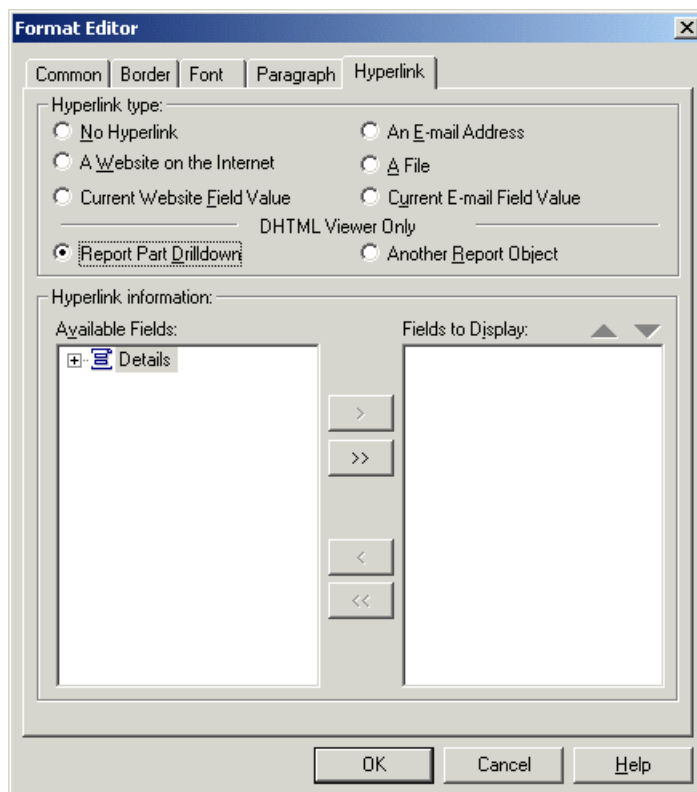 Format Editor
Common Border Font Paragraph Hyperlink
Hyperlink type:
No Hyperlink An E-mail Address
A Website on the Internet A File
Current Website Field Value Current E-mail Field Value
DHTML Viewer Only
Report Part Drilldown Another Report Object
Hyperlink information:
Available Fields: Fields to Display:
Details
>
>>
<
<<
OK Cancel Help